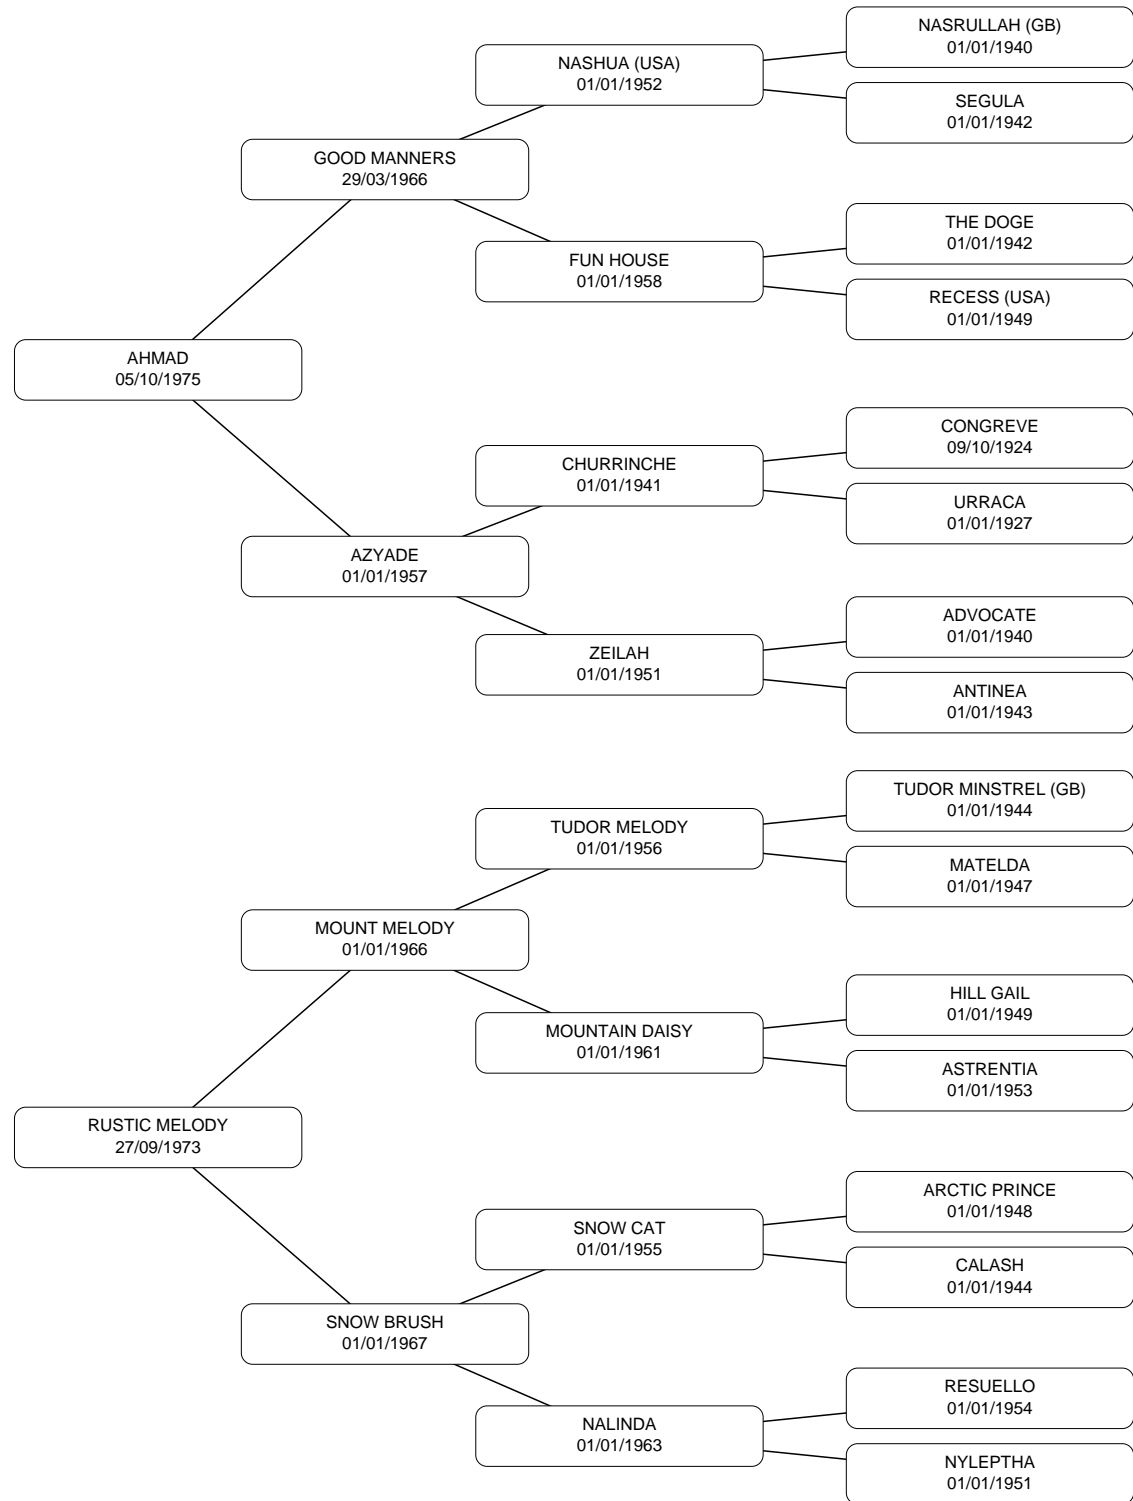 NASRULLAH (GB)
01/01/1940
NASHUA (USA)
01/01/1952
SEGULA
01/01/1942
GOOD MANNERS
29/03/1966
THE DOGE
01/01/1942
FUN HOUSE
01/01/1958
RECESS (USA)
01/01/1949
AHMAD
05/10/1975
CONGREVE
09/10/1924
CHURRINCHE
01/01/1941
URRACA
01/01/1927
AZYADE
01/01/1957
ADVOCATE
01/01/1940
ZEILAH
01/01/1951
ANTINEA
01/01/1943
TUDOR MINSTREL (GB)
01/01/1944
TUDOR MELODY
01/01/1956
MATELDA
01/01/1947
MOUNT MELODY
01/01/1966
HILL GAIL
01/01/1949
MOUNTAIN DAISY
01/01/1961
ASTRENTIA
01/01/1953
RUSTIC MELODY
27/09/1973
ARCTIC PRINCE
01/01/1948
SNOW CAT
01/01/1955
CALASH
01/01/1944
SNOW BRUSH
01/01/1967
RESUELLO
01/01/1954
NALINDA
01/01/1963
NYLEPTHA
01/01/1951